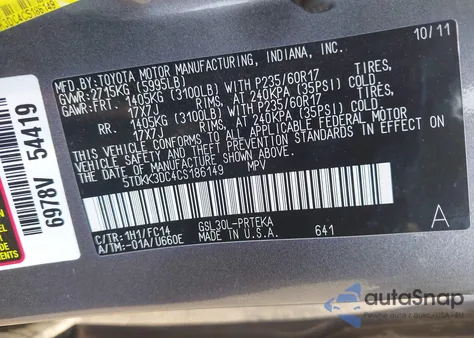 MFD.BY:TOYOTA MOTOR MANUFACTURING, INDIANA, INC. 10/11
GVWR:2715KG (5995LB)
GAWR:FRT. 1405KG (3100LB) WITH P235/60R17 TIRES,
17X7J RIMS, AT 240KPA (35PSI) COLD.
RR. 1405KG (3100LB) WITH P235/60R17 TIRES,
17X7J RIMS, AT 240KPA (35PSI) COLD.
THIS VEHICLE CONFORMS TO ALL APPLICABLE FEDERAL MOTOR
VEHICLE SAFETY STANDARDS IN EFFECT ON THE DATE OF
MANUFACTURE SHOWN ABOVE.
5TDKK3DC4CS186149 MPV
C/TR:1H1/FC14 GSL30L-PRTEKA A
A/TM:-01A/U660E MADE IN U.S.A. 641
6978V 54419
autoSnap